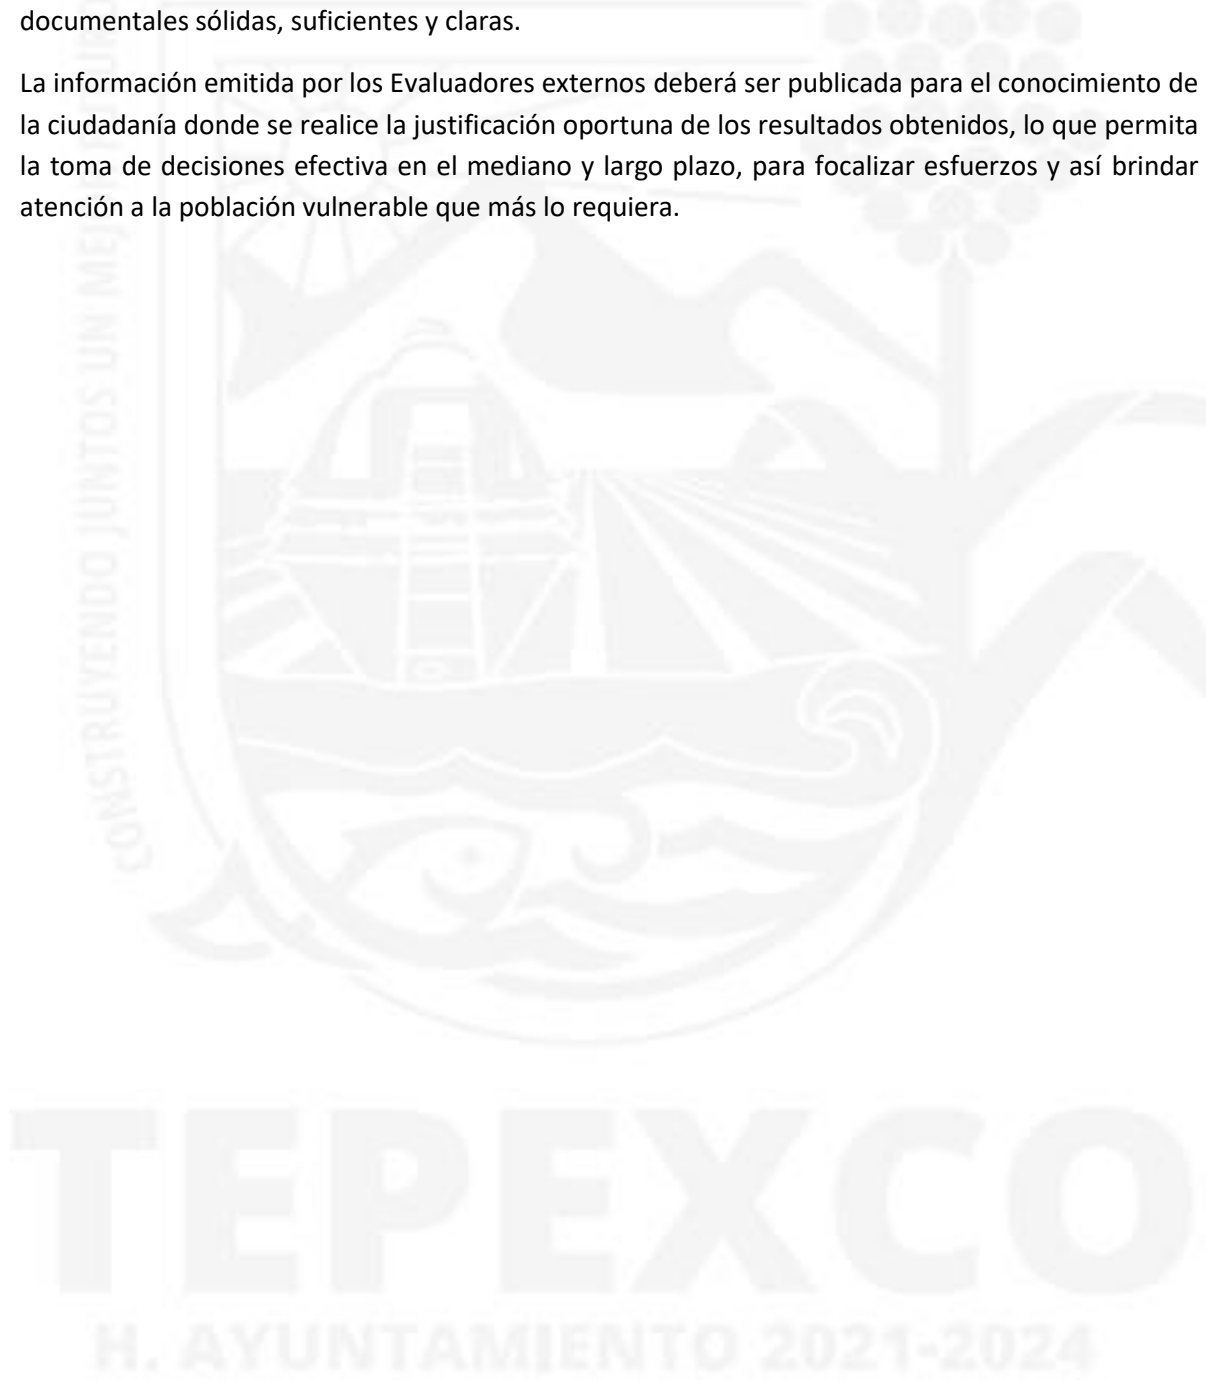 documentales sólidas, suficientes y claras.
La información emitida por los Evaluadores externos deberá ser publicada para el conocimiento de
la ciudadanía donde se realice la justificación oportuna de los resultados obtenidos, lo que permita
la toma de decisiones efectiva en el mediano y largo plazo, para focalizar esfuerzos y así brindar
atención a la población vulnerable que más lo requiera.
CONSTRUYENDO JUNTOS UN MEJOR
TEPEXCO
H. AYUNTAMIENTO 2021-2024